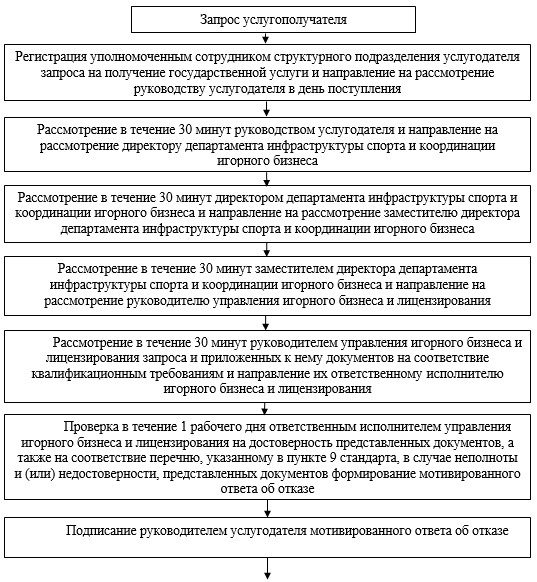 Запрос услугополучателя
Регистрация уполномоченным сотрудником структурного подразделения услугодателя
запроса на получение государственной услуги и направление на рассмотрение
руководству услугодателя в день поступления
Рассмотрение в течение 30 минут руководством услугодателя и направление на
рассмотрение директору департамента инфраструктуры спорта и координации
игорного бизнеса
Рассмотрение в течение 30 минут директором департамента инфраструктуры спорта и
координации игорного бизнеса и направление на рассмотрение заместителю директора
департамента инфраструктуры спорта и координации игорного бизнеса
Рассмотрение в течение 30 минут заместителем директора департамента
инфраструктуры спорта и координации игорного бизнеса и направление на
рассмотрение руководителю управления игорного бизнеса и лицензирования
Рассмотрение в течение 30 минут руководителем управления игорного бизнеса и
лицензирования запроса и приложенных к нему документов на соответствие
квалификационным требованиям и направление их ответственному исполнителю
игорного бизнеса и лицензирования
Проверка в течение 1 рабочего дня ответственным исполнителем управления
игорного бизнеса и лицензирования на достоверность представленных документов, а
также на соответствие перечню, указанному в пункте 9 стандарта, в случае неполноты
и (или) недостоверности, представленных документов формирование мотивированного
ответа об отказе
Подписание руководителем услугодателя мотивированного ответа об отказе